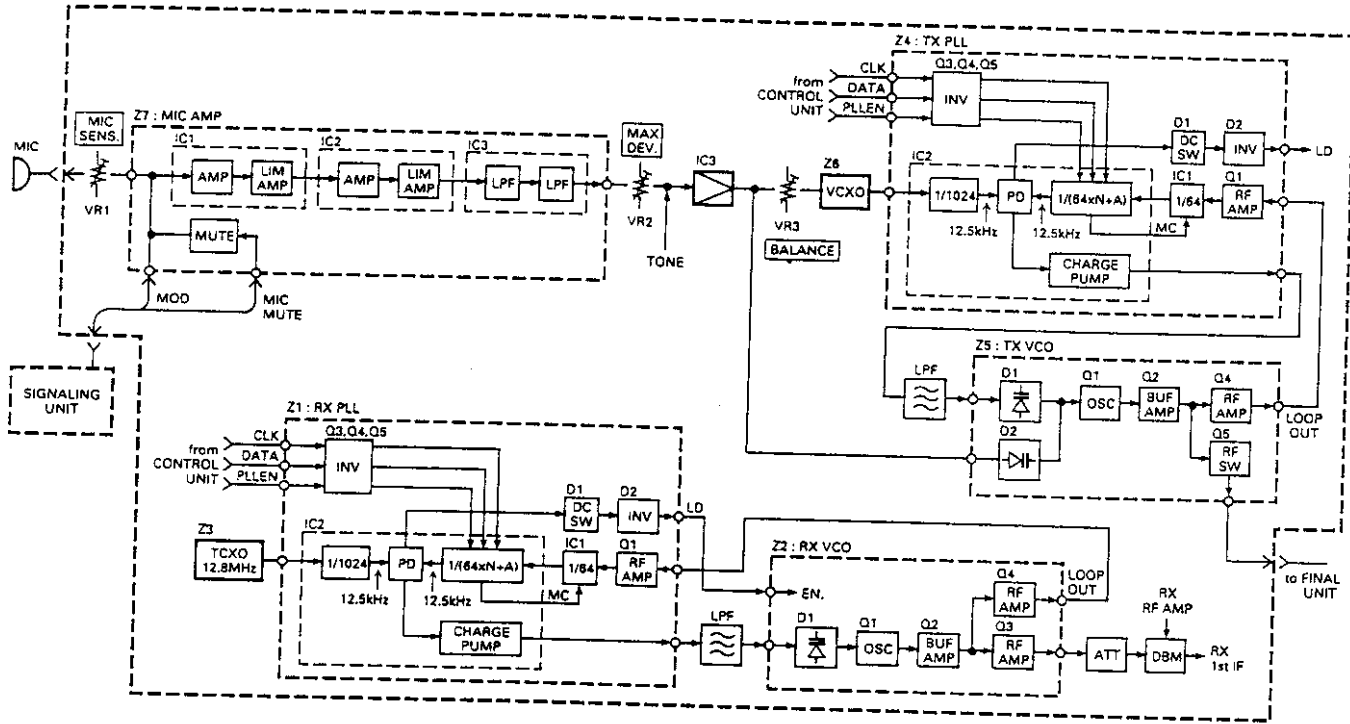 Z4 : TX PLL
CLK
Q3,Q4,Q5
from
CONTROL
UNIT
DATA
PLLEN
INV
D1
DC
SW
D2
INV
LD
IC2
1/1024
PD
1/(64xN+A)
IC1
1/64
Q1
RF
AMP
12.5kHz
12.5kHz
MC
CHARGE
PUMP
MIC
MIC
SENS.
VR1
Z7 : MIC AMP
IC1
AMP
LIM
AMP
IC2
AMP
LIM
AMP
IC3
LPF
LPF
MUTE
MOD
MIC
MUTE
MAX
DEV.
VR2
TONE
IC3
VR3
BALANCE
Z6
VCXO
SIGNALING
UNIT
Z5 : TX VCO
LPF
D1
D2
Q1
OSC
Q2
BUF
AMP
Q4
RF
AMP
Q5
RF
SW
LOOP
OUT
to FINAL
UNIT
Z1 : RX PLL
CLK
Q3,Q4,Q5
from
CONTROL
UNIT
DATA
PLLEN
INV
D1
DC
SW
D2
INV
LD
Z3
TCXO
12.8MHz
IC2
1/1024
PD
1/(64xN+A)
IC1
1/64
Q1
RF
AMP
12.5kHz
12.5kHz
MC
CHARGE
PUMP
LPF
Z2 : RX VCO
EN.
D1
Q1
OSC
Q2
BUF
AMP
Q4
RF
AMP
Q3
RF
AMP
LOOP
OUT
ATT
RX
RF AMP
DBM
RX
1st IF